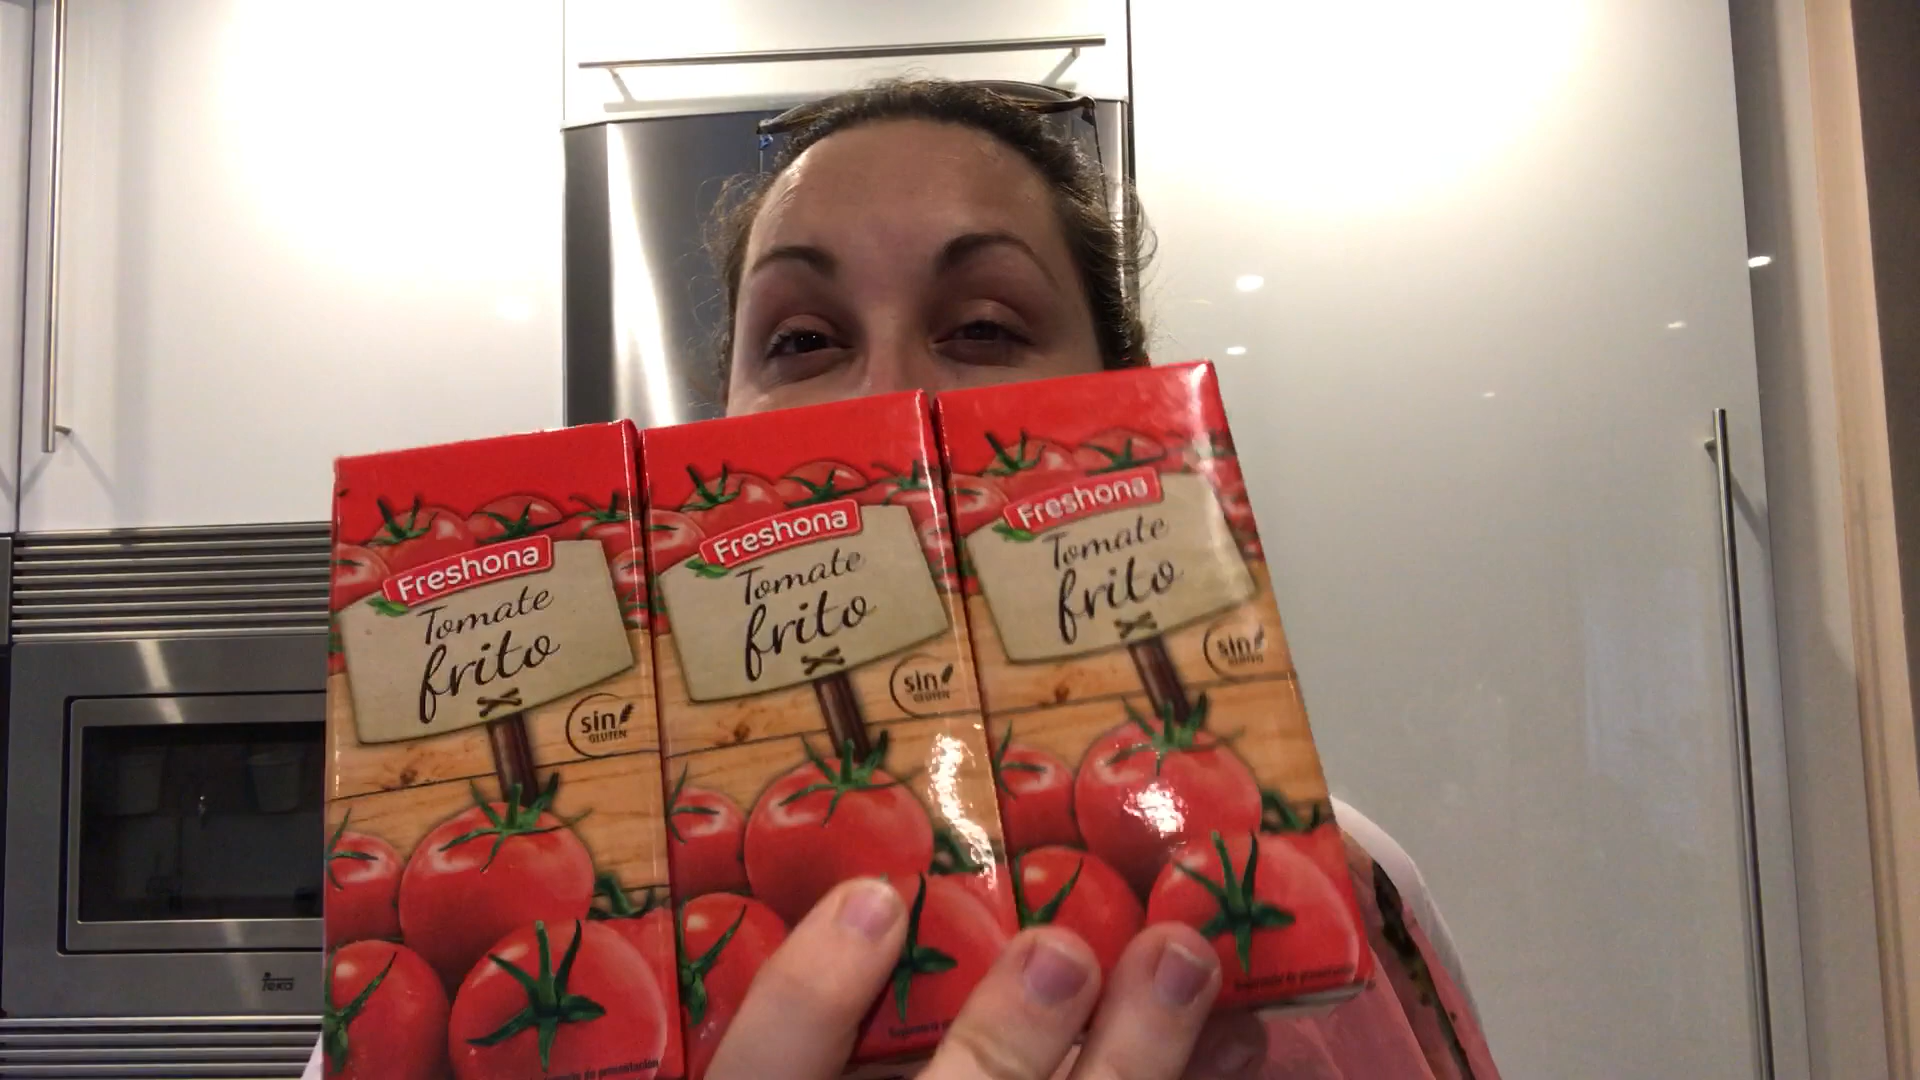 Freshona
Tomate
frito
sin
GLUTEN
Freshona
Tomate
frito
sin
GLUTEN
Freshona
Tomate
frito
sin
GLUTEN
Teka